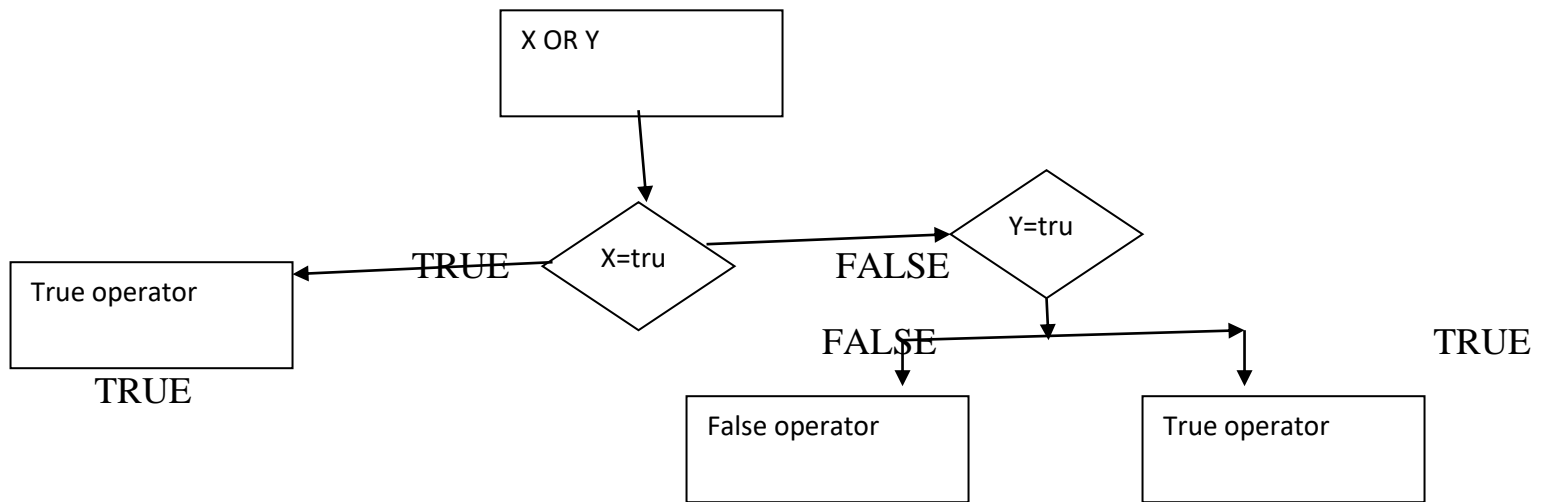 X OR Y
X=tru
Y=tru
TRUE
FALSE
True operator
FALSE
TRUE
TRUE
False operator
True operator